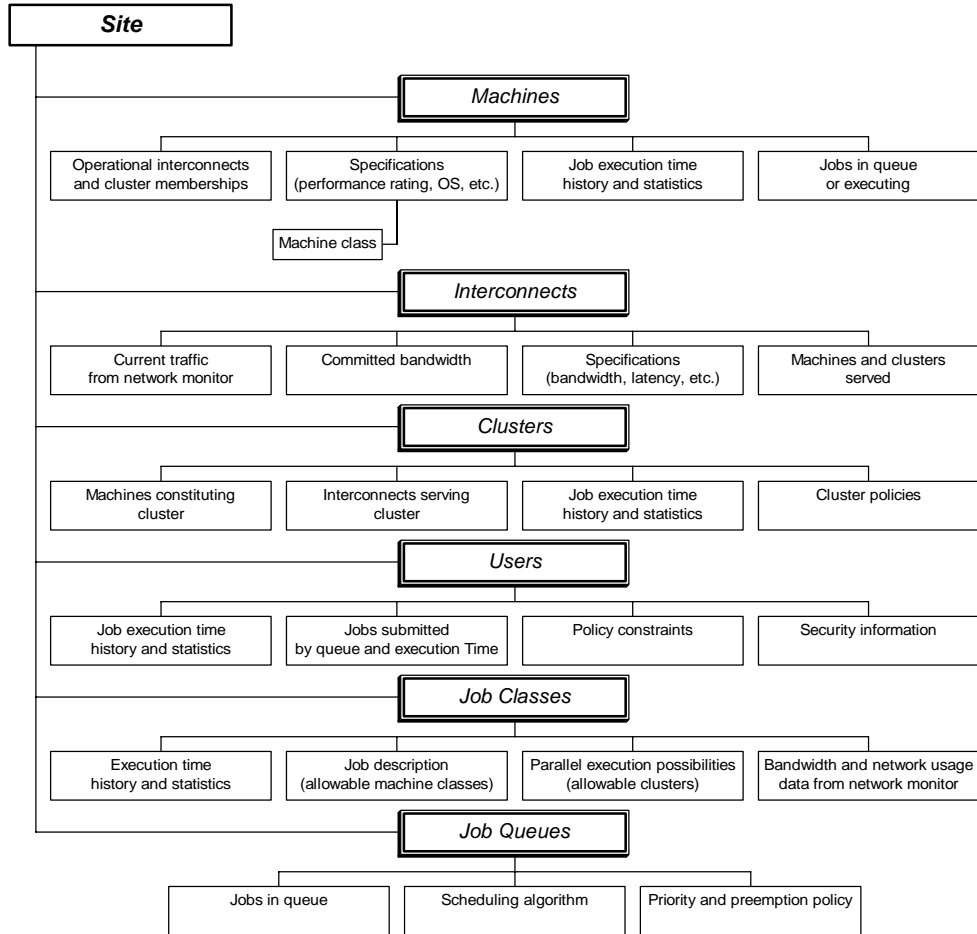 Site
Machines
Operational interconnects
and cluster memberships
Specifications
(performance rating, OS, etc.)
Job execution time
history and statistics
Jobs in queue
or executing
Machine class
Interconnects
Current traffic
from network monitor
Committed bandwidth
Specifications
(bandwidth, latency, etc.)
Machines and clusters
served
Clusters
Machines constituting
cluster
Interconnects serving
cluster
Job execution time
history and statistics
Cluster policies
Users
Job execution time
history and statistics
Jobs submitted
by queue and execution Time
Policy constraints
Security information
Job Classes
Execution time
history and statistics
Job description
(allowable machine classes)
Parallel execution possibilities
(allowable clusters)
Bandwidth and network usage
data from network monitor
Job Queues
Jobs in queue
Scheduling algorithm
Priority and preemption policy